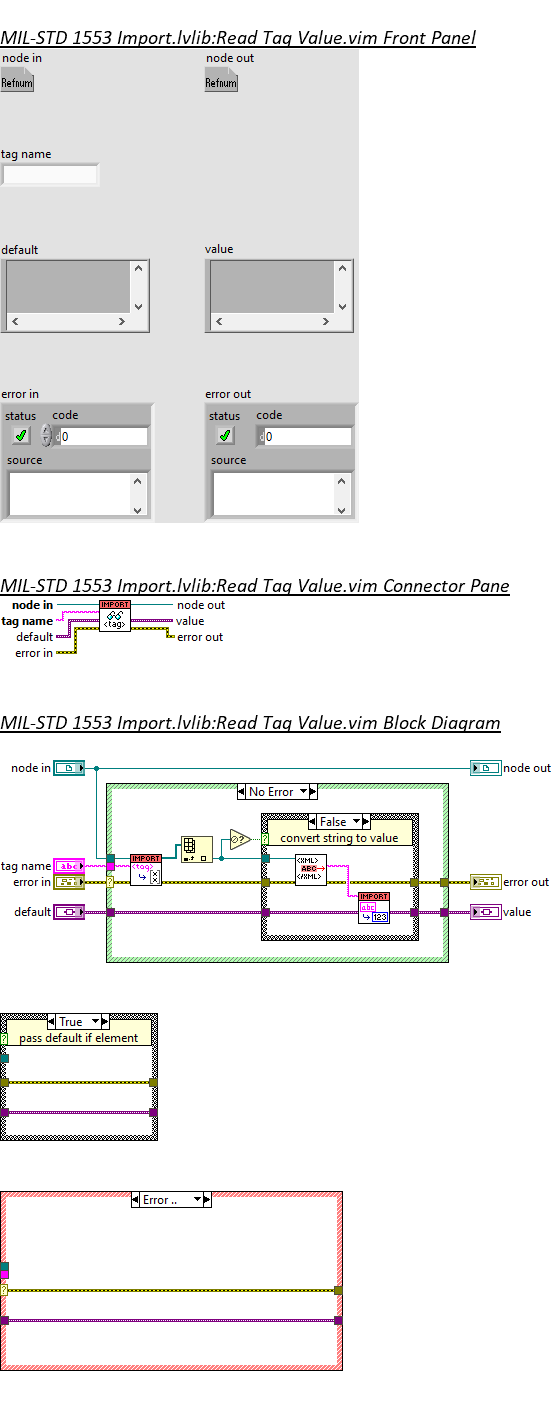 MIL-STD 1553 Import.lvlib:Read Tag Value.vim Front Panel
node in
node out
Refnum
Refnum
tag name
default
value
error in
error out
status
code
status
code
d0
d0
source
source
MIL-STD 1553 Import.lvlib:Read Tag Value.vim Connector Pane
node in
IMPORT
node out
tag name
<tag>
value
default
error out
error in
MIL-STD 1553 Import.lvlib:Read Tag Value.vim Block Diagram
node in
node out
No Error
False
convert string to value
?
?
tag name
abc
IMPORT
<tag>
<XML>
ABC
</XML>
error in
?
error out
IMPORT
abc
123
default
value
True
?
pass default if element
Error ..
?